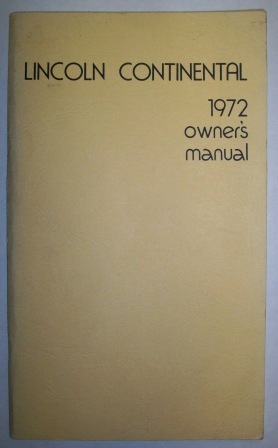 LINCOLN CONTINENTAL
1972
owner's
manual